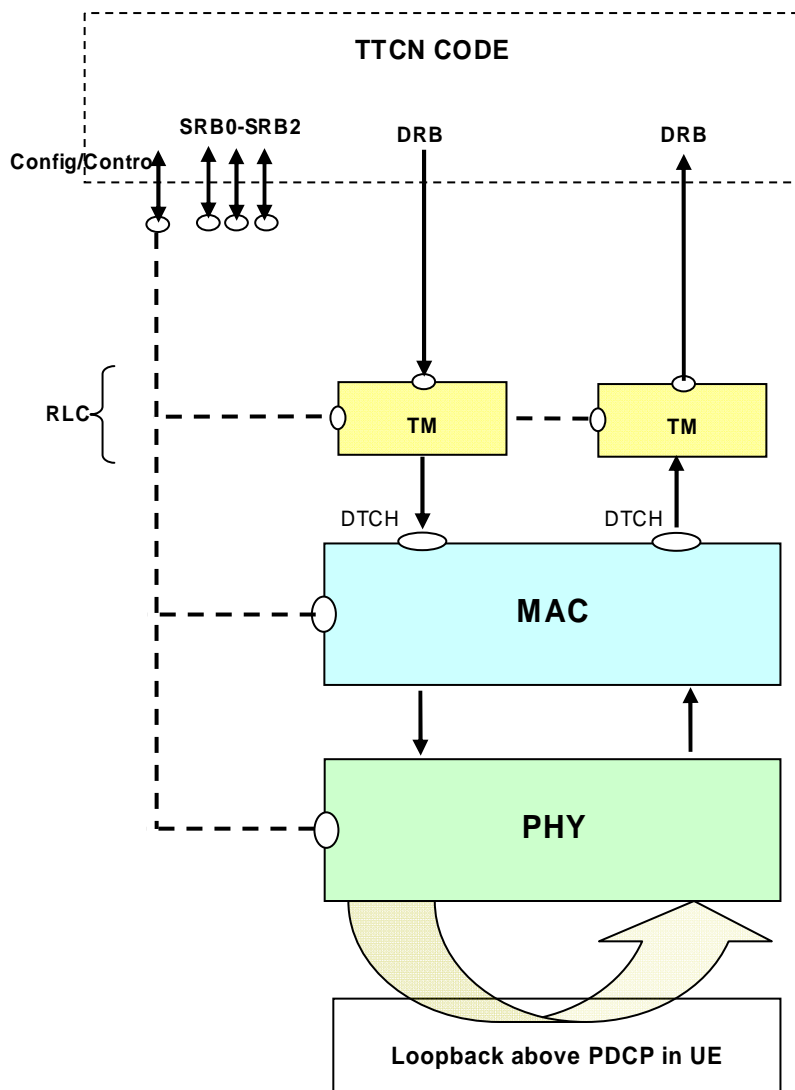 TTCN CODE
SRB0-SRB2
DRB
DRB
Config/Contro
RLC
TM
TM
DTCH
DTCH
MAC
PHY
Loopback above PDCP in UE